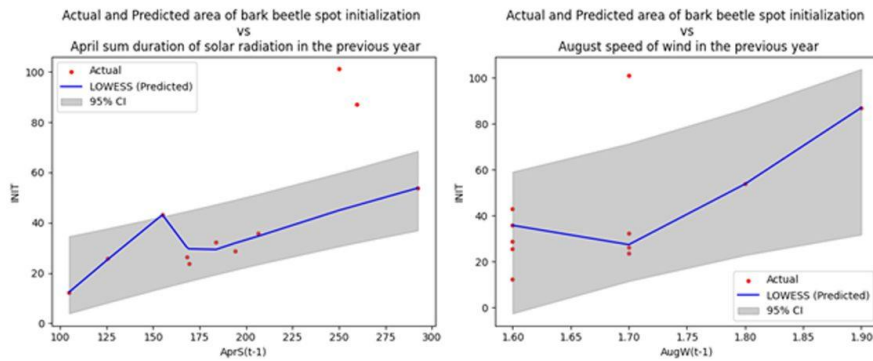 Actual and Predicted area of bark beetle spot initialization
vs
April sum duration of solar radiation in the previous year
100
80
60
40
20
0
INIT
Actual
LOWESS (Predicted)
95% CI
100
125
150
175
200
225
250
275
300
AprS(t-1)
Actual and Predicted area of bark beetle spot initialization
vs
August speed of wind in the previous year
100
80
60
40
20
0
INIT
Actual
LOWESS (Predicted)
95% CI
1.60
1.65
1.70
1.75
1.80
1.85
1.90
AugW(t-1)